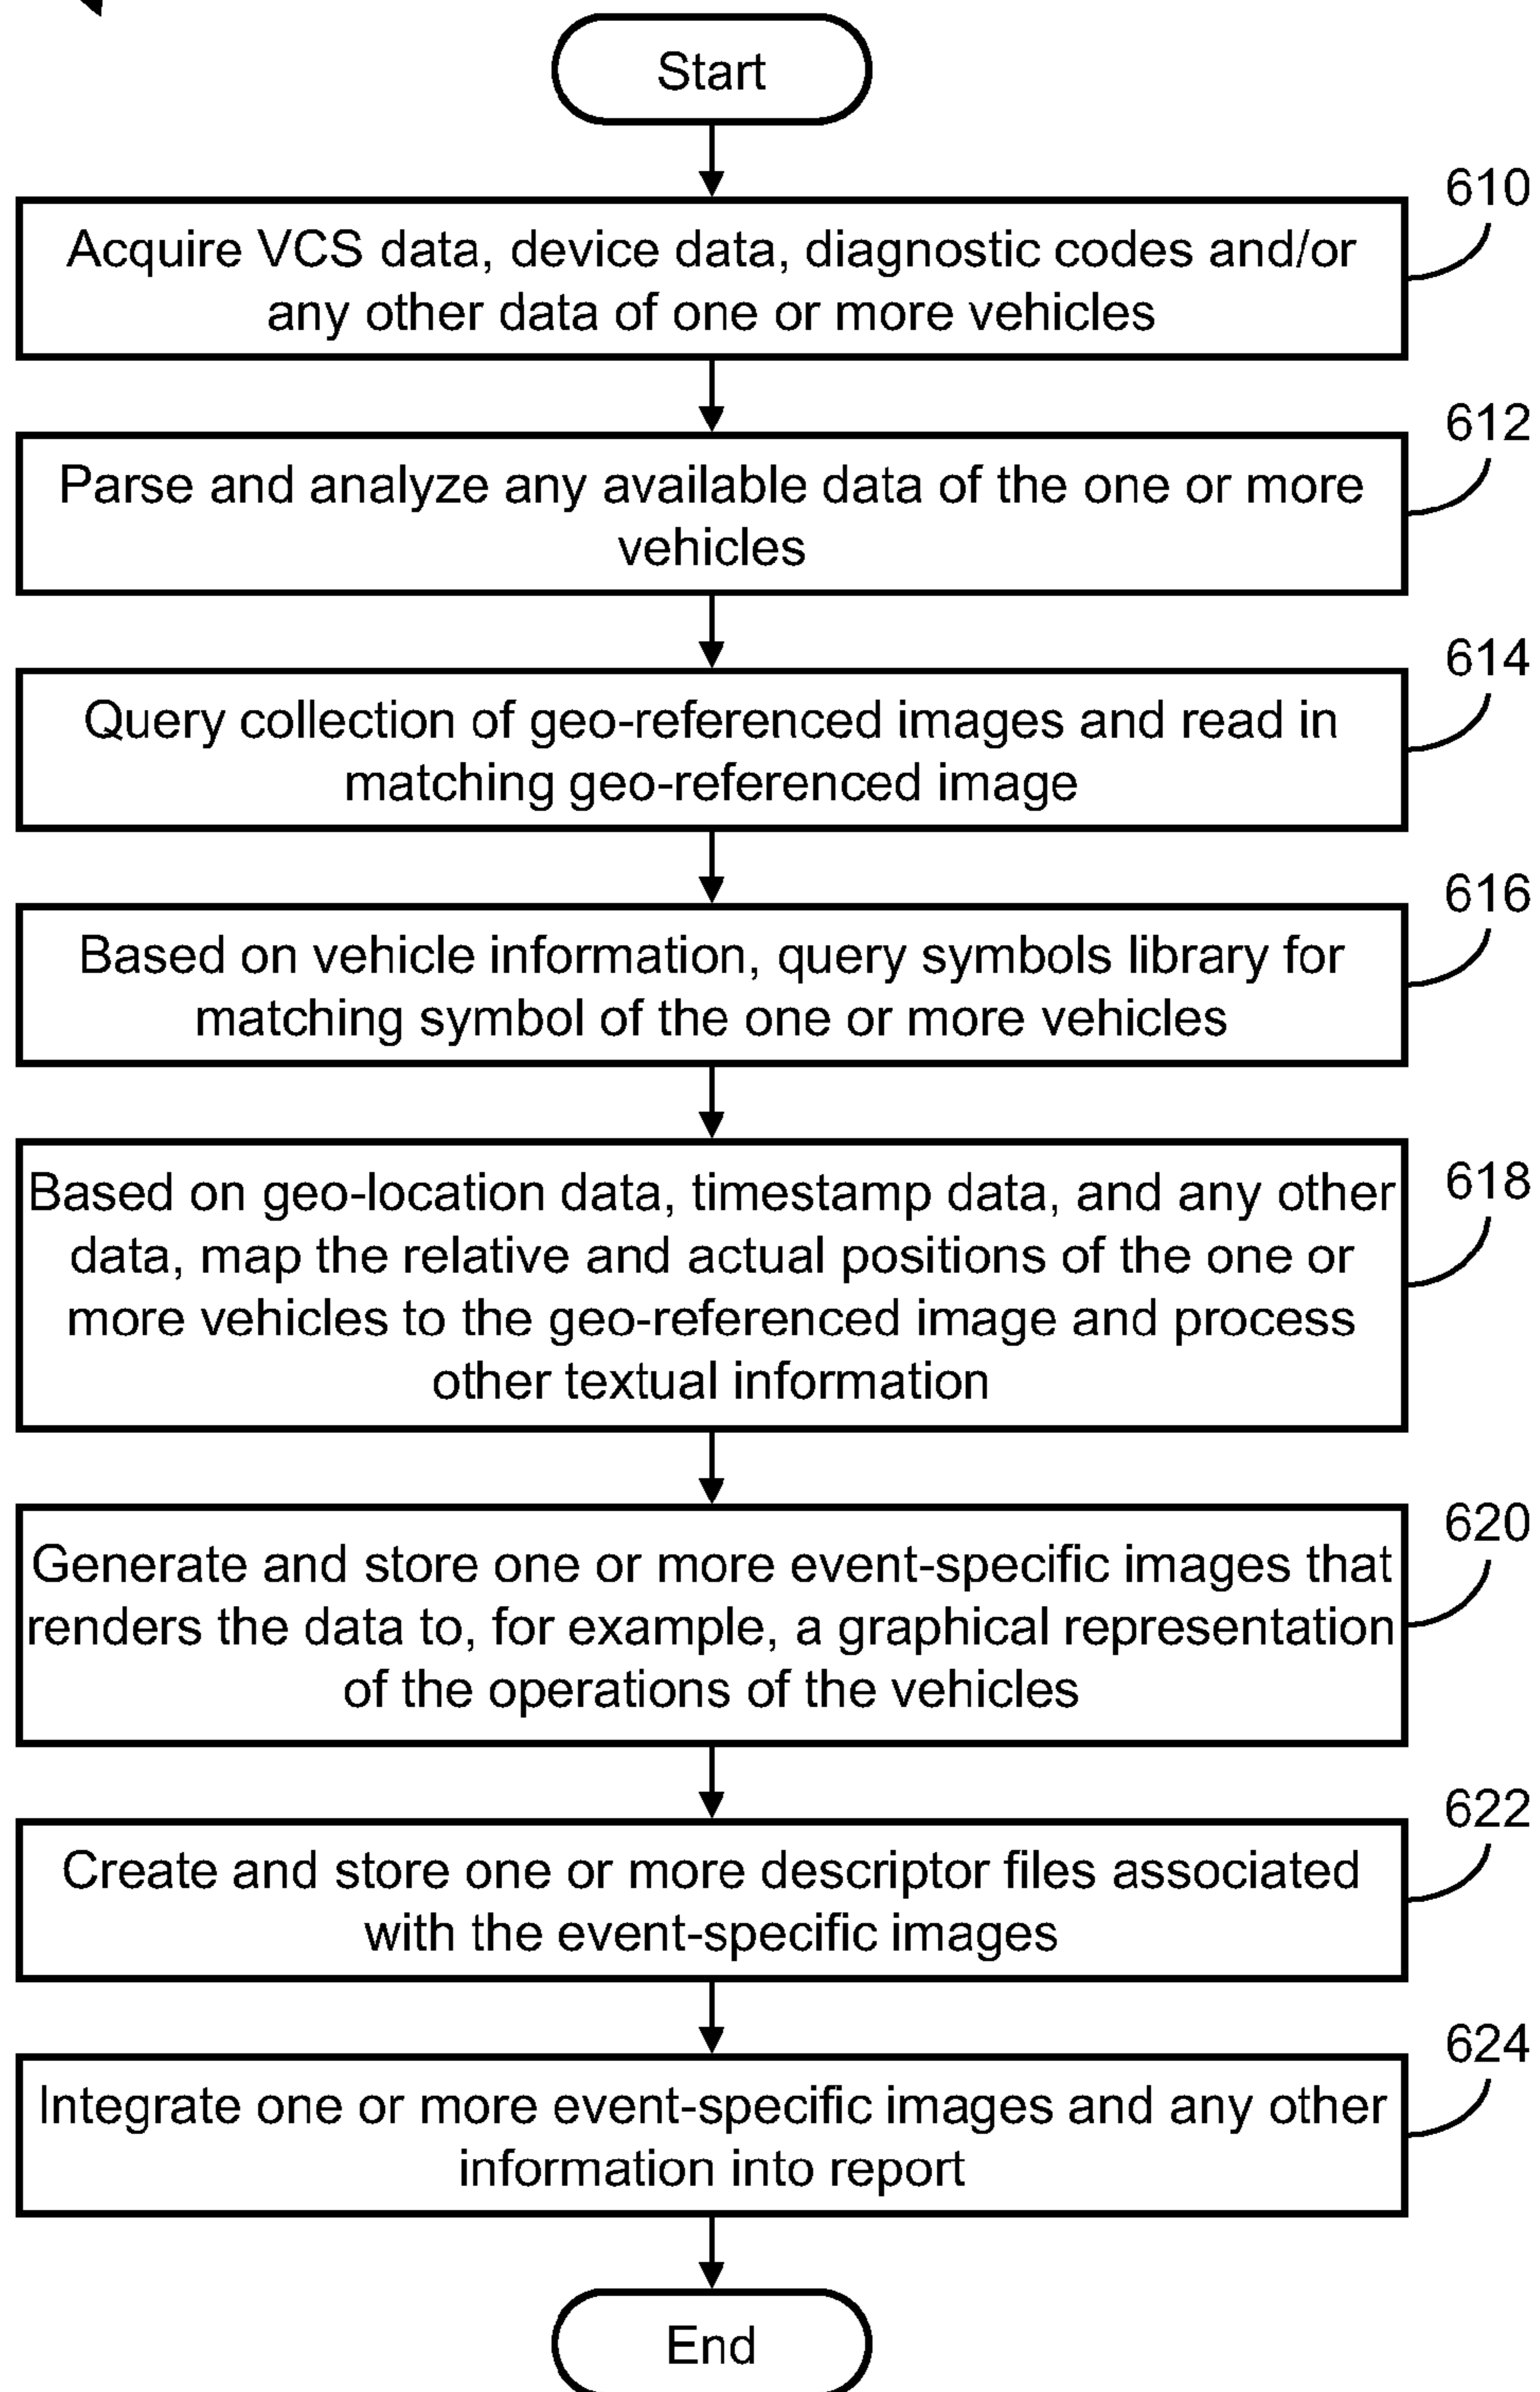 Start
610
Acquire VCS data, device data, diagnostic codes and/or
any other data of one or more vehicles
612
Parse and analyze any available data of the one or more
vehicles
614
Query collection of geo-referenced images and read in
matching geo-referenced image
616
Based on vehicle information, query symbols library for
matching symbol of the one or more vehicles
618
Based on geo-location data, timestamp data, and any other
data, map the relative and actual positions of the one or
more vehicles to the geo-referenced image and process
other textual information
620
Generate and store one or more event-specific images that
renders the data to, for example, a graphical representation
of the operations of the vehicles
622
Create and store one or more descriptor files associated
with the event-specific images
624
Integrate one or more event-specific images and any other
information into report
End